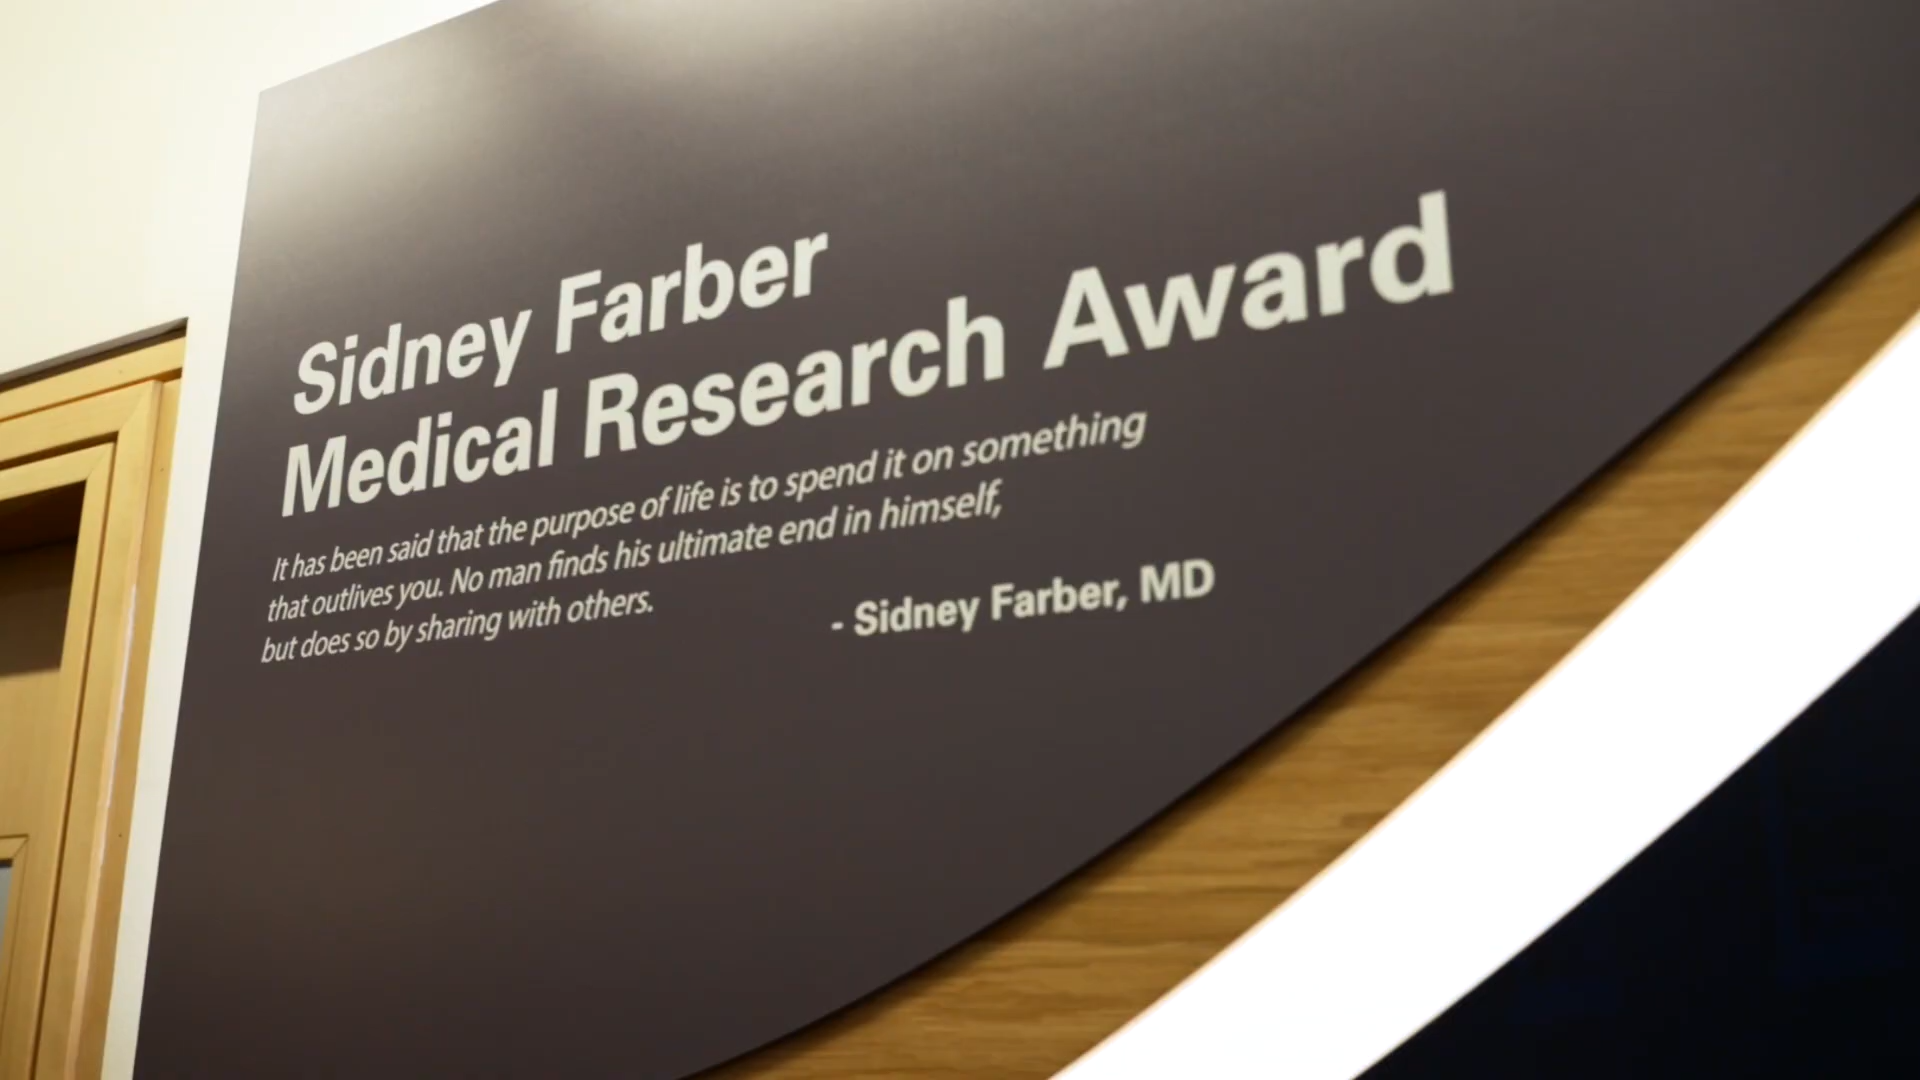 Sidney Farber
Medical Research Award
It has been said that the purpose of life is to spend it on something
that outlives you. No man finds his ultimate end in himself,
but does so by sharing with others.
- Sidney Farber, MD